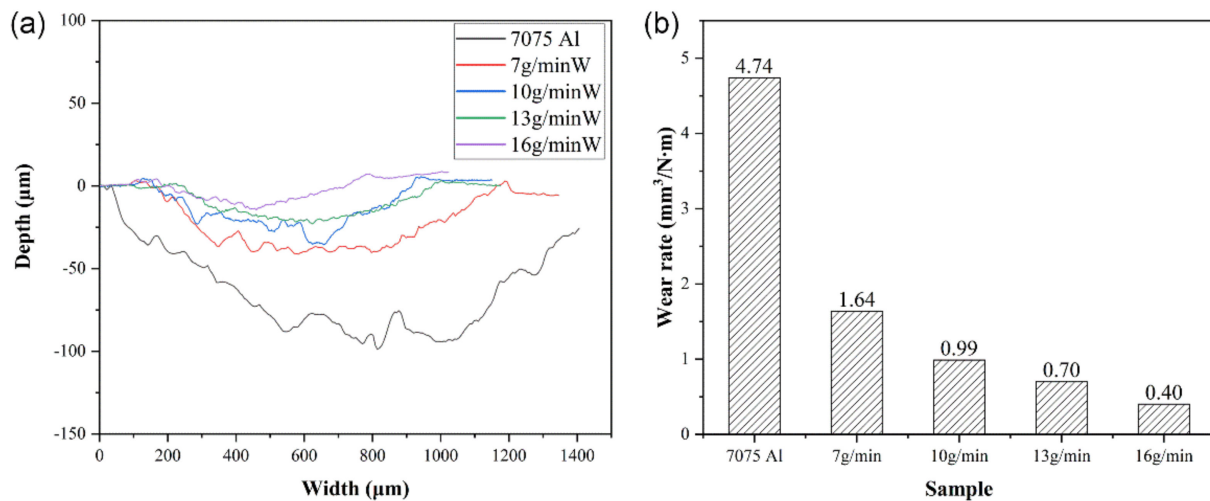 (a)
100
50
0
-50
-100
-150
Depth (μm)
0 200 400 600 800 1000 1200 1400
Width (μm)
7075 Al
7g/minW
10g/minW
13g/minW
16g/minW
(b)
5
4
3
2
1
0
Wear rate (mm³/N·m)
4.74
1.64
0.99
0.70
0.40
7075 Al 7g/min 10g/min 13g/min 16g/min
Sample